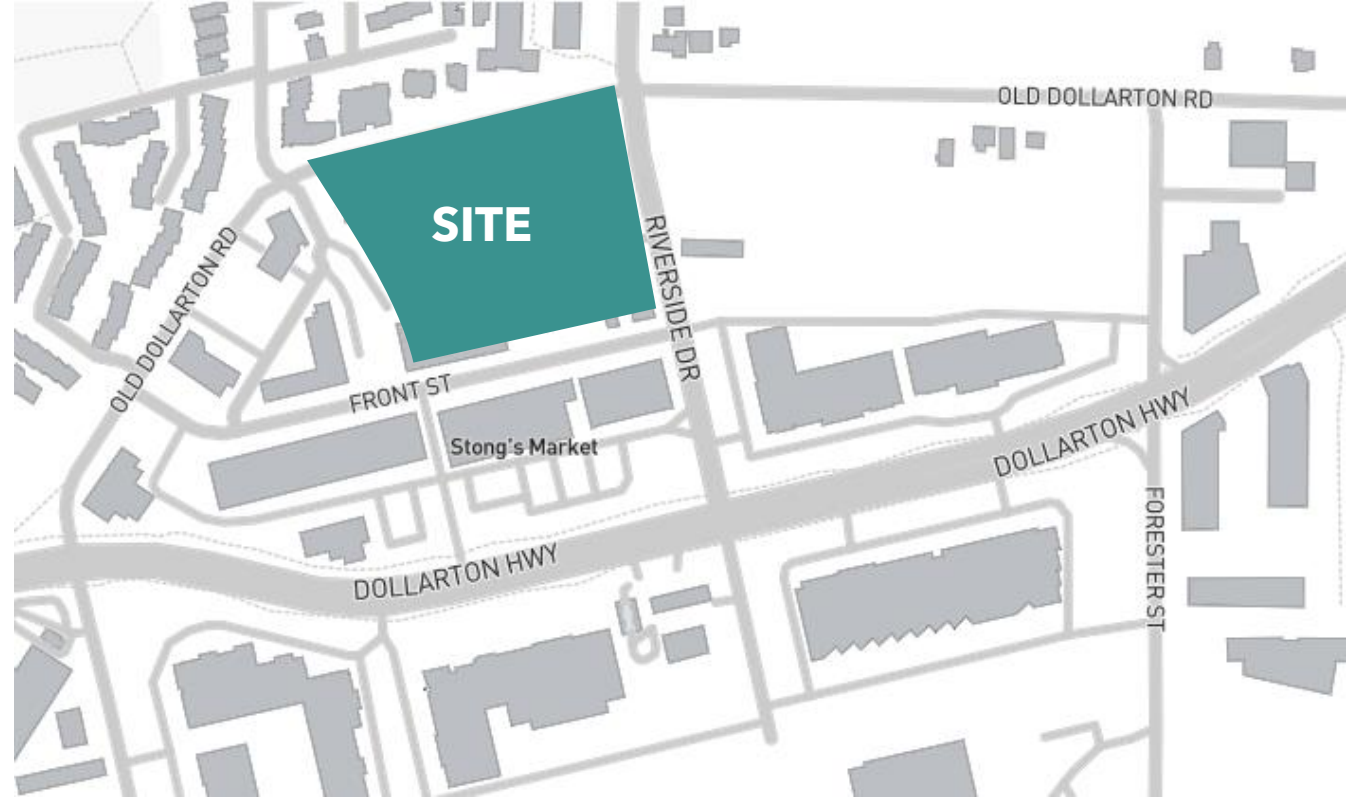 OLD DOLLARTON RD
SITE
RIVERSIDE DR
OLD DOLLARTON RD
FRONT ST
Stong's Market
DOLLARTON HWY
DOLLARTON HWY
FORESTER ST